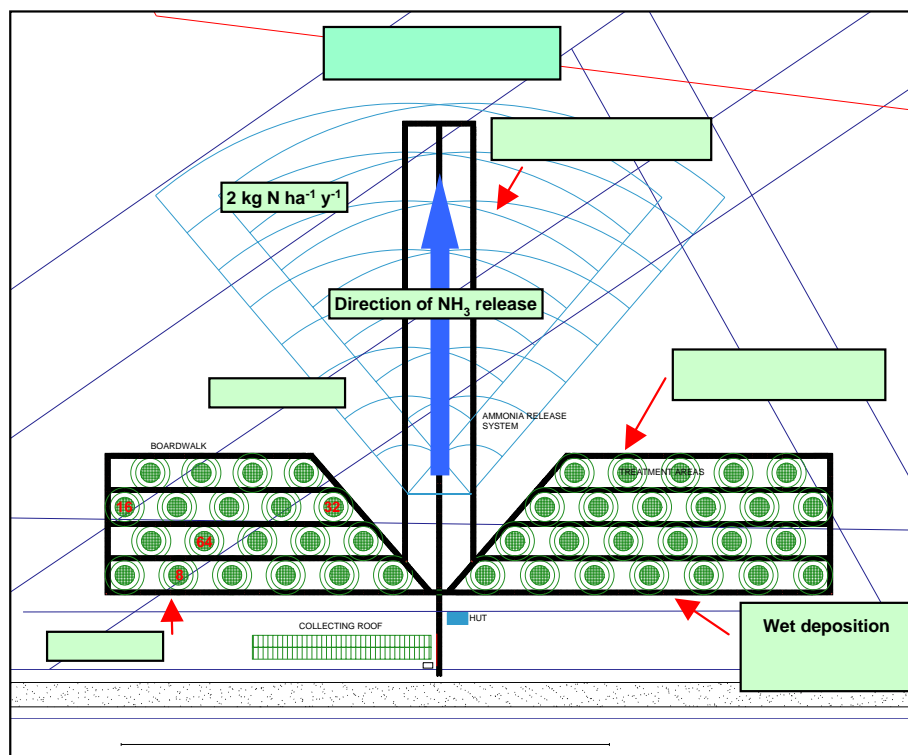 2 kg N ha⁻¹ y⁻¹
Direction of NH₃ release
AMMONIA RELEASE
SYSTEM
BOARDWALK
TREATMENT AREAS
16
32
64
8
Wet deposition
HUT
COLLECTING ROOF